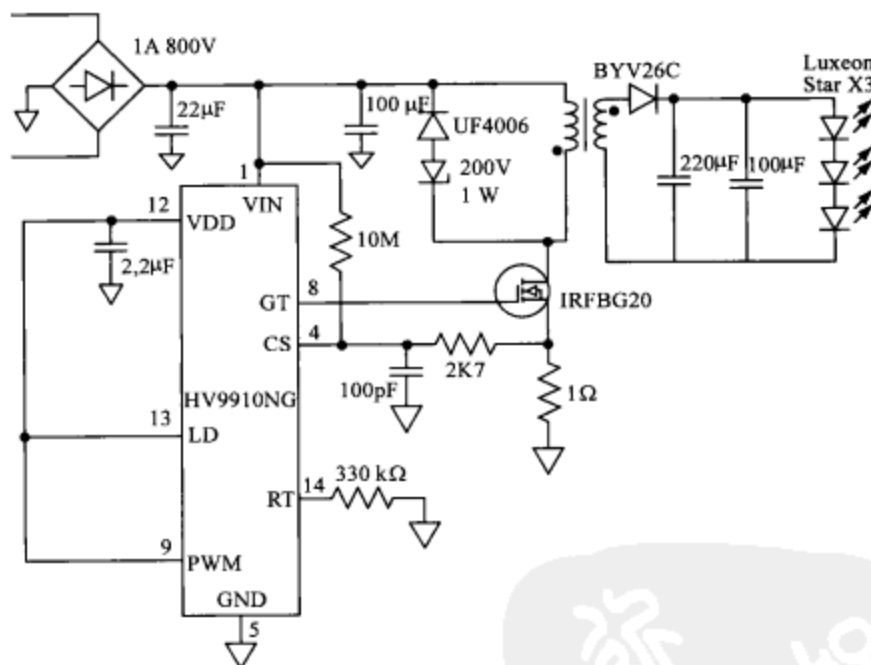 1A 800V
BYV26C
Luxeon
Star X3
22µF
100 µF
UF4006
200V
1 W
220µF
100µF
1
VIN
12
VDD
10M
2,2µF
8
GT
IRFBG20
4
CS
2K7
100pF
1Ω
HV9910NG
13
LD
330 kΩ
14
RT
9
PWM
GND
5